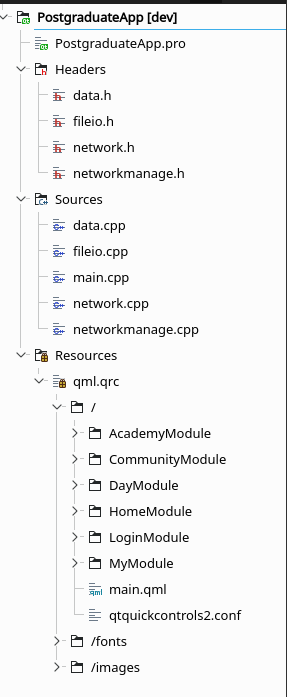 PostgraduateApp [dev]
PostgraduateApp.pro
Headers
data.h
fileio.h
network.h
networkmanage.h
Sources
data.cpp
fileio.cpp
main.cpp
network.cpp
networkmanage.cpp
Resources
qml.qrc
/
AcademyModule
CommunityModule
DayModule
HomeModule
LoginModule
MyModule
main.qml
qtquickcontrols2.conf
/fonts
/images